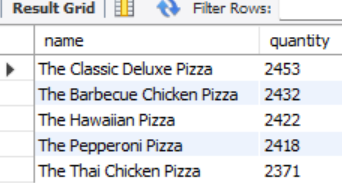 Result Grid Filter Rows:
name quantity
The Classic Deluxe Pizza 2453
The Barbecue Chicken Pizza 2432
The Hawaiian Pizza 2422
The Pepperoni Pizza 2418
The Thai Chicken Pizza 2371